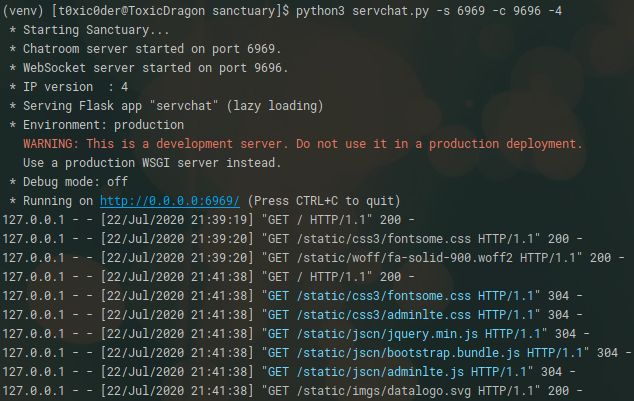 (venv) [t0xic0der@ToxicDragon sanctuary]$ python3 servchat.py -s 6969 -c 9696 -4
 * Starting Sanctuary...
 * Chatroom server started on port 6969.
 * WebSocket server started on port 9696.
 * IP version  : 4
 * Serving Flask app "servchat" (lazy loading)
 * Environment: production
   WARNING: This is a development server. Do not use it in a production deployment.
   Use a production WSGI server instead.
 * Debug mode: off
 * Running on http://0.0.0.0:6969/ (Press CTRL+C to quit)
127.0.0.1 - - [22/Jul/2020 21:39:19] "GET / HTTP/1.1" 200 -
127.0.0.1 - - [22/Jul/2020 21:39:20] "GET /static/css3/fontsome.css HTTP/1.1" 200 -
127.0.0.1 - - [22/Jul/2020 21:39:20] "GET /static/woff/fa-solid-900.woff2 HTTP/1.1" 200 -
127.0.0.1 - - [22/Jul/2020 21:41:38] "GET / HTTP/1.1" 200 -
127.0.0.1 - - [22/Jul/2020 21:41:38] "GET /static/css3/fontsome.css HTTP/1.1" 304 -
127.0.0.1 - - [22/Jul/2020 21:41:38] "GET /static/css3/adminlte.css HTTP/1.1" 304 -
127.0.0.1 - - [22/Jul/2020 21:41:38] "GET /static/jscn/jquery.min.js HTTP/1.1" 304 -
127.0.0.1 - - [22/Jul/2020 21:41:38] "GET /static/jscn/bootstrap.bundle.js HTTP/1.1" 304 -
127.0.0.1 - - [22/Jul/2020 21:41:38] "GET /static/jscn/adminlte.js HTTP/1.1" 304 -
127.0.0.1 - - [22/Jul/2020 21:41:38] "GET /static/imgs/datalogo.svg HTTP/1.1" 200 -